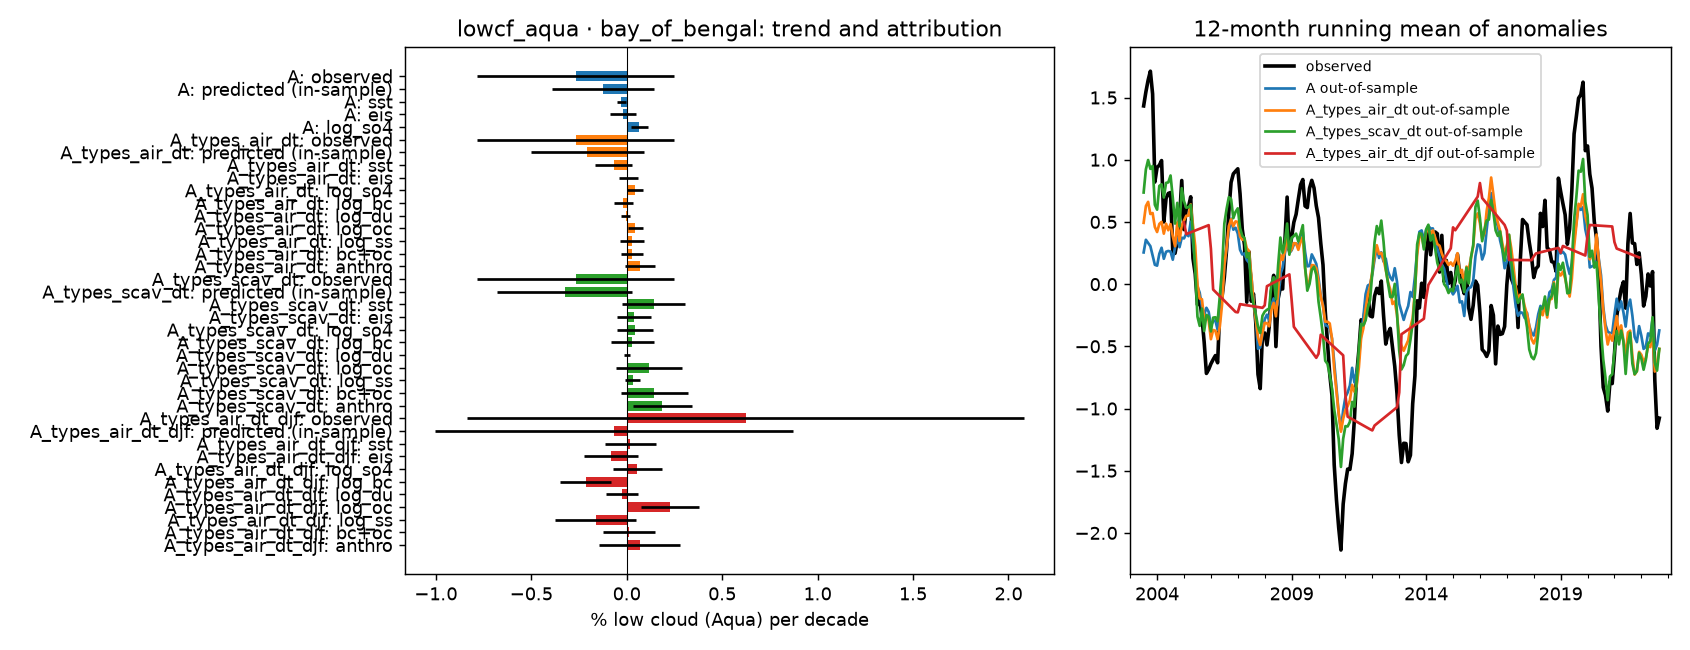 lowcf_aqua · bay_of_bengal: trend and attribution
A: observed
A: predicted (in-sample)
A: sst
A: eis
A: log_so4
A_types_air_dt: observed
A_types_air_dt: predicted (in-sample)
A_types_air_dt: sst
A_types_air_dt: eis
A_types_air_dt: log_so4
A_types_air_dt: log_bc
A_types_air_dt: log_du
A_types_air_dt: log_oc
A_types_air_dt: log_ss
A_types_air_dt: bc+oc
A_types_air_dt: anthro
A_types_scav_dt: observed
A_types_scav_dt: predicted (in-sample)
A_types_scav_dt: sst
A_types_scav_dt: eis
A_types_scav_dt: log_so4
A_types_scav_dt: log_bc
A_types_scav_dt: log_du
A_types_scav_dt: log_oc
A_types_scav_dt: log_ss
A_types_scav_dt: bc+oc
A_types_scav_dt: anthro
A_types_air_dt_djf: observed
A_types_air_dt_djf: predicted (in-sample)
A_types_air_dt_djf: sst
A_types_air_dt_djf: eis
A_types_air_dt_djf: log_so4
A_types_air_dt_djf: log_bc
A_types_air_dt_djf: log_du
A_types_air_dt_djf: log_oc
A_types_air_dt_djf: log_ss
A_types_air_dt_djf: bc+oc
A_types_air_dt_djf: anthro
−1.0 −0.5 0.0 0.5 1.0 1.5 2.0
% low cloud (Aqua) per decade
12-month running mean of anomalies
observed
A out-of-sample
A_types_air_dt out-of-sample
A_types_scav_dt out-of-sample
A_types_air_dt_djf out-of-sample
1.5
1.0
0.5
0.0
−0.5
−1.0
−1.5
−2.0
2004 2009 2014 2019